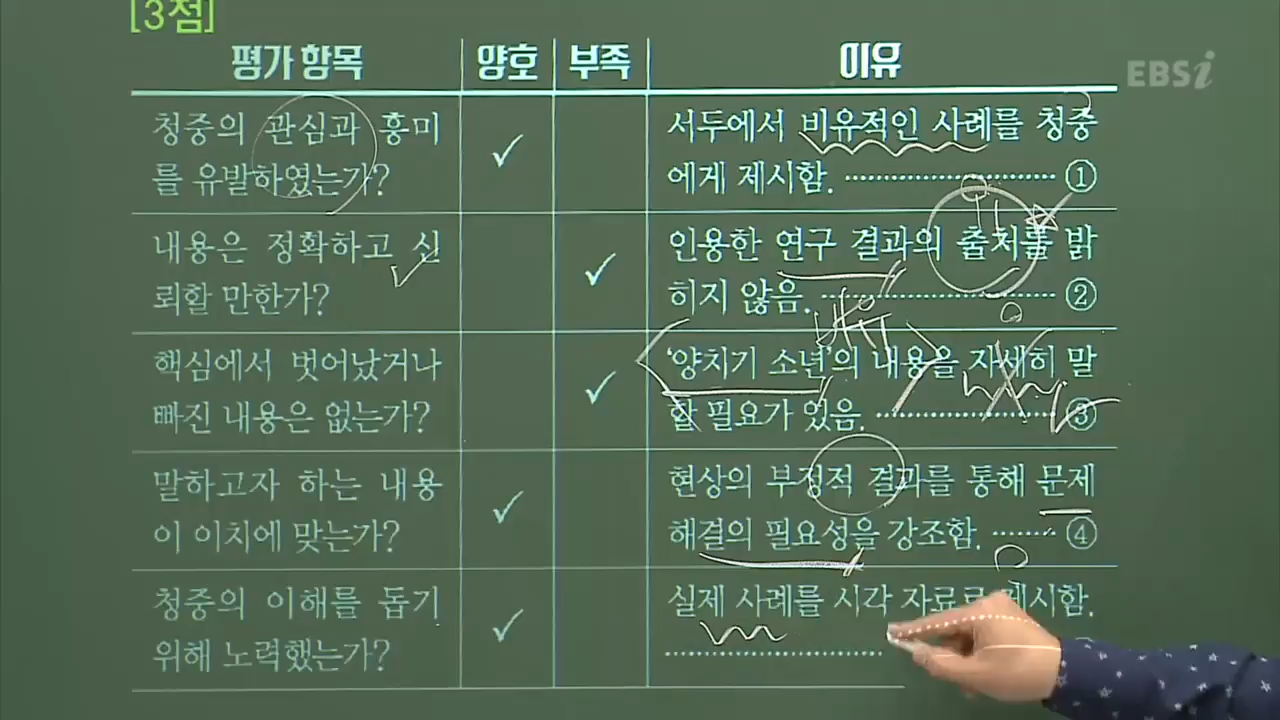 [3점]
평가 항목 양호 부족 이유
EBSi
청중의 관심과 흥미
를 유발하였는가?
✓
서두에서 비유적인 사례를 청중
에게 제시함. ①
내용은 정확하고 신
뢰할 만한가?
✓
인용한 연구 결과의 출처를 밝
히지 않음. ②
핵심에서 벗어났거나
빠진 내용은 없는가?
✓
'양치기 소년'의 내용을 자세히 말
할 필요가 있음. ③
말하고자 하는 내용
이 이치에 맞는가?
✓
현상의 부정적 결과를 통해 문제
해결의 필요성을 강조함. ④
청중의 이해를 돕기
위해 노력했는가?
✓
실제 사례를 시각 자료로 제시함.